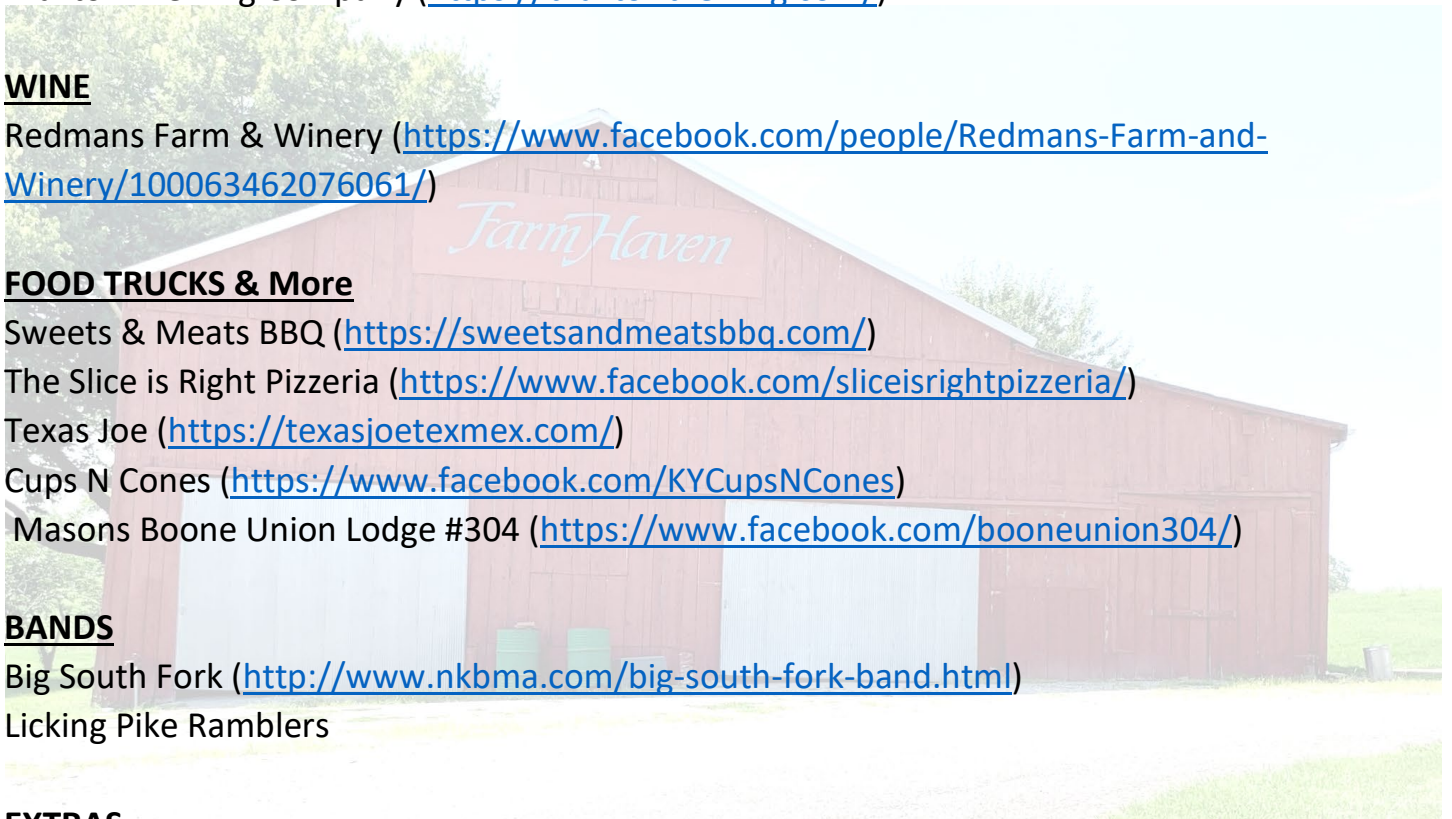 WINE
Redmans Farm & Winery (https://www.facebook.com/people/Redmans-Farm-and-
Winery/100063462076061/)
Farm Haven
FOOD TRUCKS & More
Sweets & Meats BBQ (https://sweetsandmeatsbbq.com/)
The Slice is Right Pizzeria (https://www.facebook.com/sliceisrightpizzeria/)
Texas Joe (https://texasjoetexmex.com/)
Cups N Cones (https://www.facebook.com/KYCupsNCones)
Masons Boone Union Lodge #304 (https://www.facebook.com/booneunion304/)
BANDS
Big South Fork (http://www.nkbma.com/big-south-fork-band.html)
Licking Pike Ramblers
EXTRAS